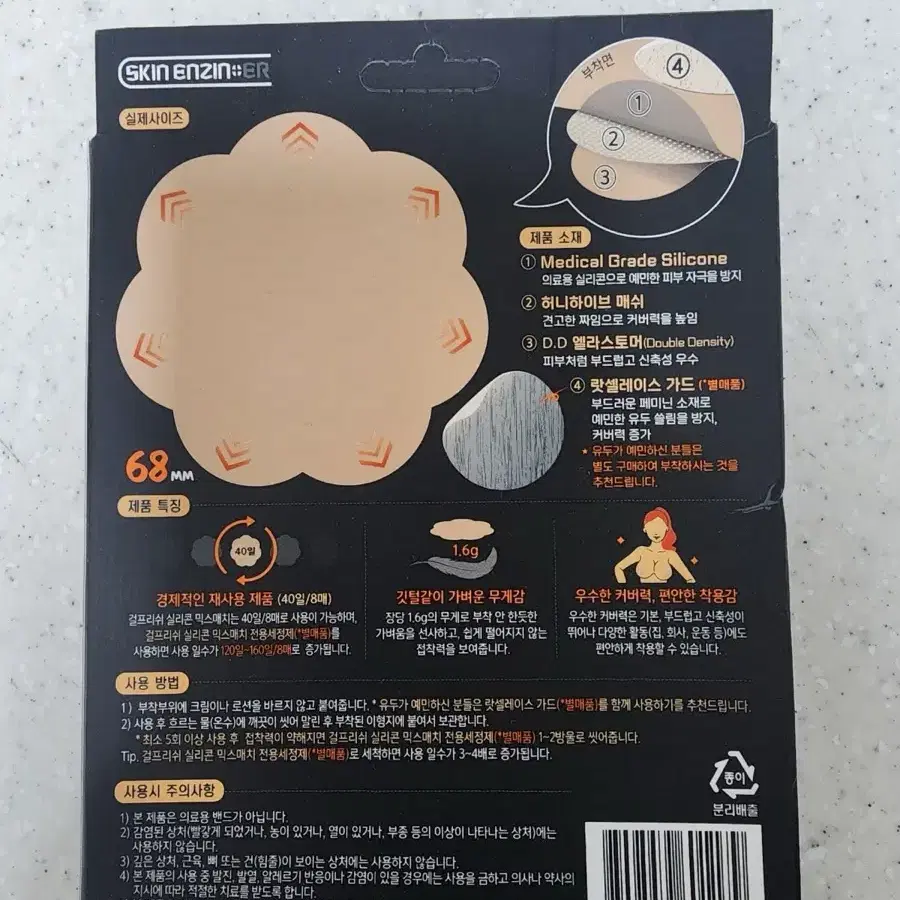 SKIN ENZIN::ER
실제사이즈
부착면
④
①
②
③
제품 소재
① Medical Grade Silicone
의료용 실리콘으로 예민한 피부 자극을 방지
② 허니하이브 매쉬
견고한 짜임으로 커버력을 높임
③ D.D 엘라스토머(Double Density)
피부처럼 부드럽고 신축성 우수
④ 랏셀레이스 가드 (*별매품)
부드러운 페미닌 소재로
예민한 유두 쓸림을 방지,
커버력 증가
* 유두가 예민하신 분들은
별도 구매하여 부착하시는 것을
추천드립니다.
68MM
제품 특징
40일
경제적인 재사용 제품 (40일/8매)
걸프리쉬 실리콘 믹스매치는 40일/8매로 사용이 가능하며,
걸프리쉬 실리콘 믹스매치 전용세정제(*별매품)를
사용하면 사용 일수가 120일~160일/8매로 증가됩니다.
1.6g
깃털같이 가벼운 무게감
장당 1.6g의 무게로 부착 안 한듯한
가벼움을 선사하고, 쉽게 떨어지지 않는
접착력을 보여줍니다.
우수한 커버력, 편안한 착용감
우수한 커버력은 기본, 부드럽고 신축성이
뛰어나 다양한 활동(집, 회사, 운동 등)에도
편안하게 착용할 수 있습니다.
사용 방법
1) 부착부위에 크림이나 로션을 바르지 않고 붙여줍니다. * 유두가 예민하신 분들은 랏셀레이스 가드(*별매품)를 함께 사용하기를 추천드립니다.
2) 사용 후 흐르는 물(온수)에 깨끗이 씻어 말린 후 부착된 이형지에 붙여서 보관합니다.
* 최소 5회 이상 사용 후 접착력이 약해지면 걸프리쉬 실리콘 믹스매치 전용세정제(*별매품) 1~2방울로 씻어줍니다.
Tip. 걸프리쉬 실리콘 믹스매치 전용세정제(*별매품)로 세척하면 사용 일수가 3~4배로 증가됩니다.
종이
분리배출
사용시 주의사항
1) 본 제품은 의료용 밴드가 아닙니다.
2) 감염된 상처(빨갛게 되었거나, 농이 있거나, 열이 있거나, 부종 등의 이상이 나타나는 상처)에는
사용하지 않습니다.
3) 깊은 상처, 근육, 뼈 또는 건(힘줄)이 보이는 상처에는 사용하지 않습니다.
4) 본 제품의 사용 중 발진, 발열, 알레르기 반응이나 감염이 있을 경우에는 사용을 금하고 의사나 약사의
지시에 따라 적절한 치료를 받도록 합니다.